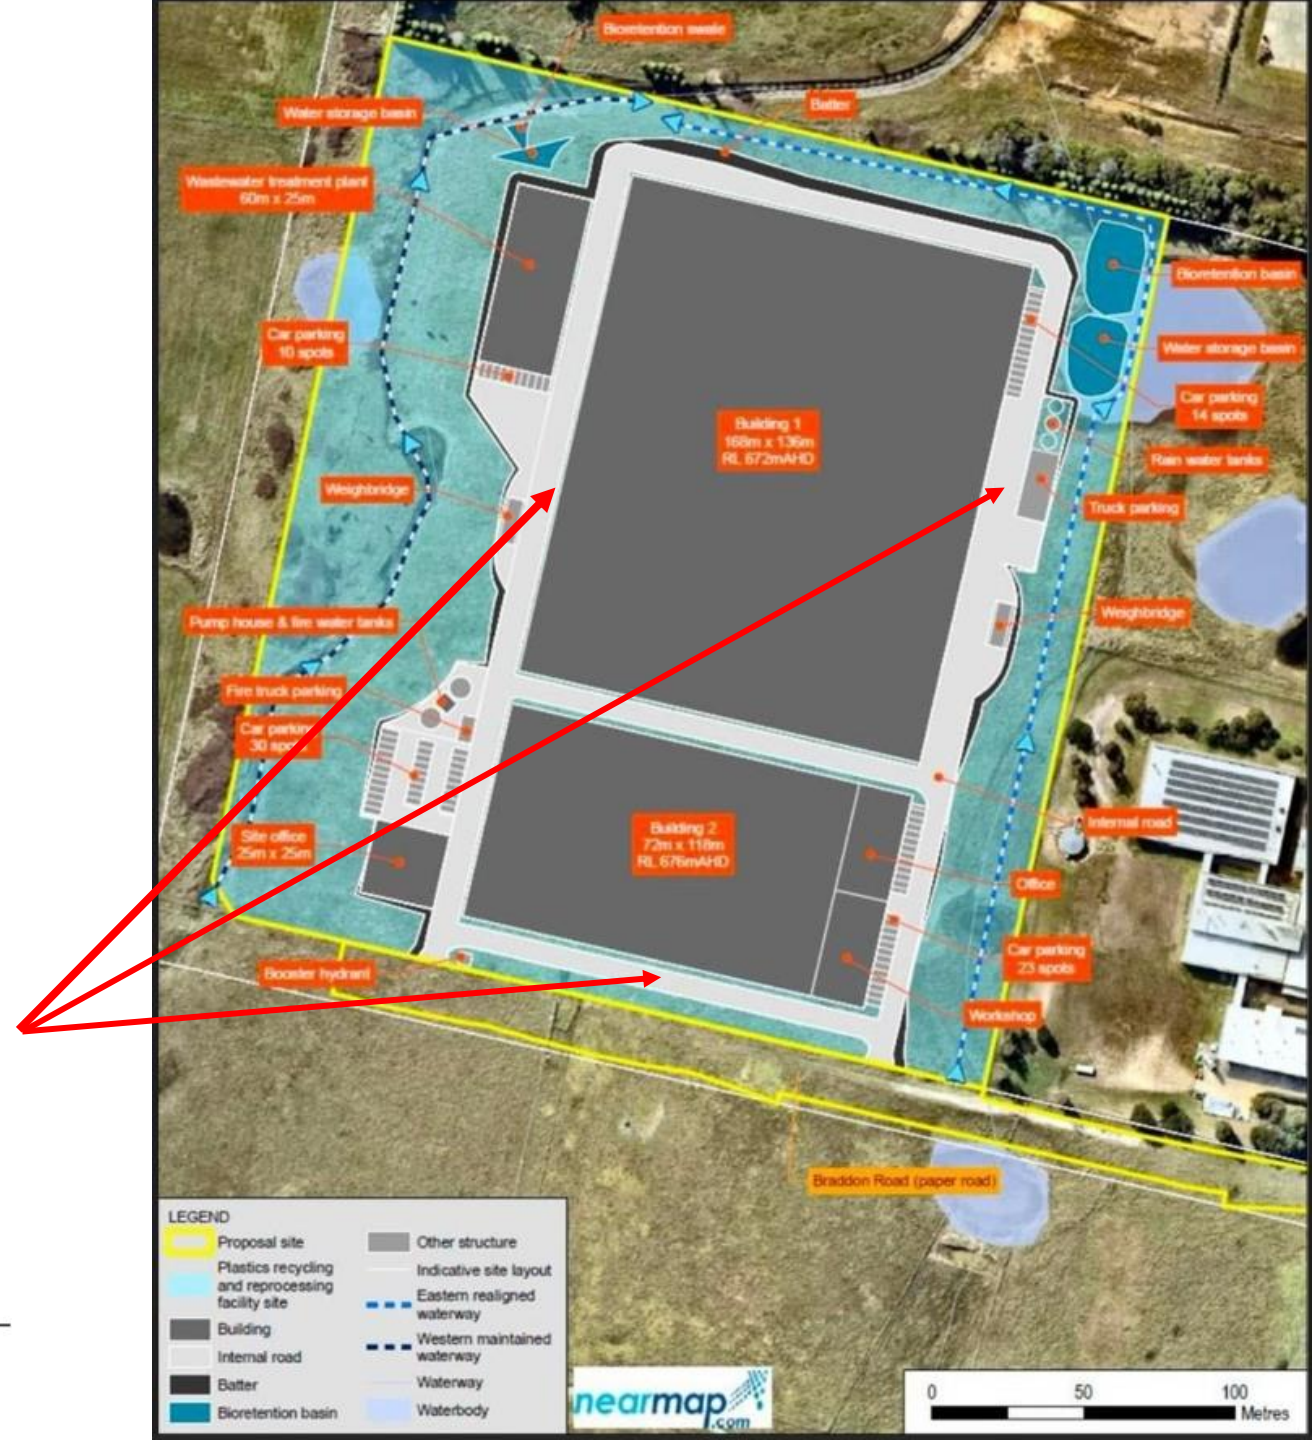 Bioretention swale
Water storage basin
Batter
Wastewater treatment plant
60m x 25m
Bioretention basin
Car parking
10 spots
Water storage basin
Car parking
14 spots
Building 1
168m x 136m
RL 672mAHD
Rain water tanks
Weighbridge
Truck parking
Weighbridge
Pump house & fire water tanks
Fire truck parking
Car parking
30 spots
Internal road
Site office
25m x 25m
Building 2
72m x 118m
RL 676mAHD
Office
Car parking
23 spots
Booster hydrant
Workshop
Braddon Road (paper road)
LEGEND
Proposal site
Plastics recycling
and reprocessing
facility site
Building
Internal road
Batter
Bioretention basin
Other structure
Indicative site layout
Eastern realigned
waterway
Western maintained
waterway
Waterway
Waterbody
nearmap
.com
0 50 100
Metres